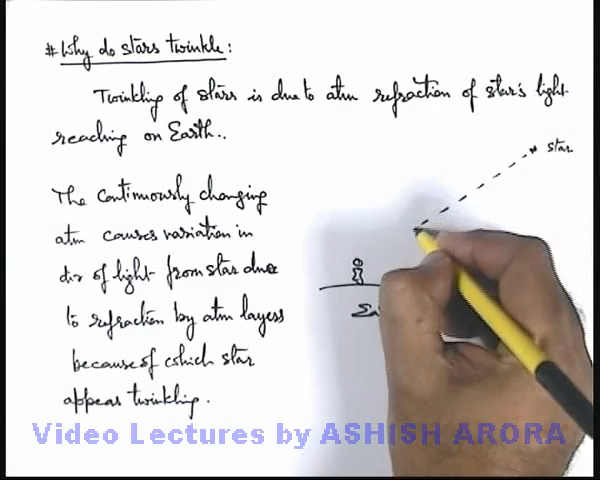 # Why do stars twinkle:
Twinkling of stars is due to atm refraction of star's light
reaching on Earth..
The continuously changing
atm causes variation in
dir of light from star due
to refraction by atm layers
because of which star
appears twinkling.
star
Ea
Video Lectures by ASHISH ARORA